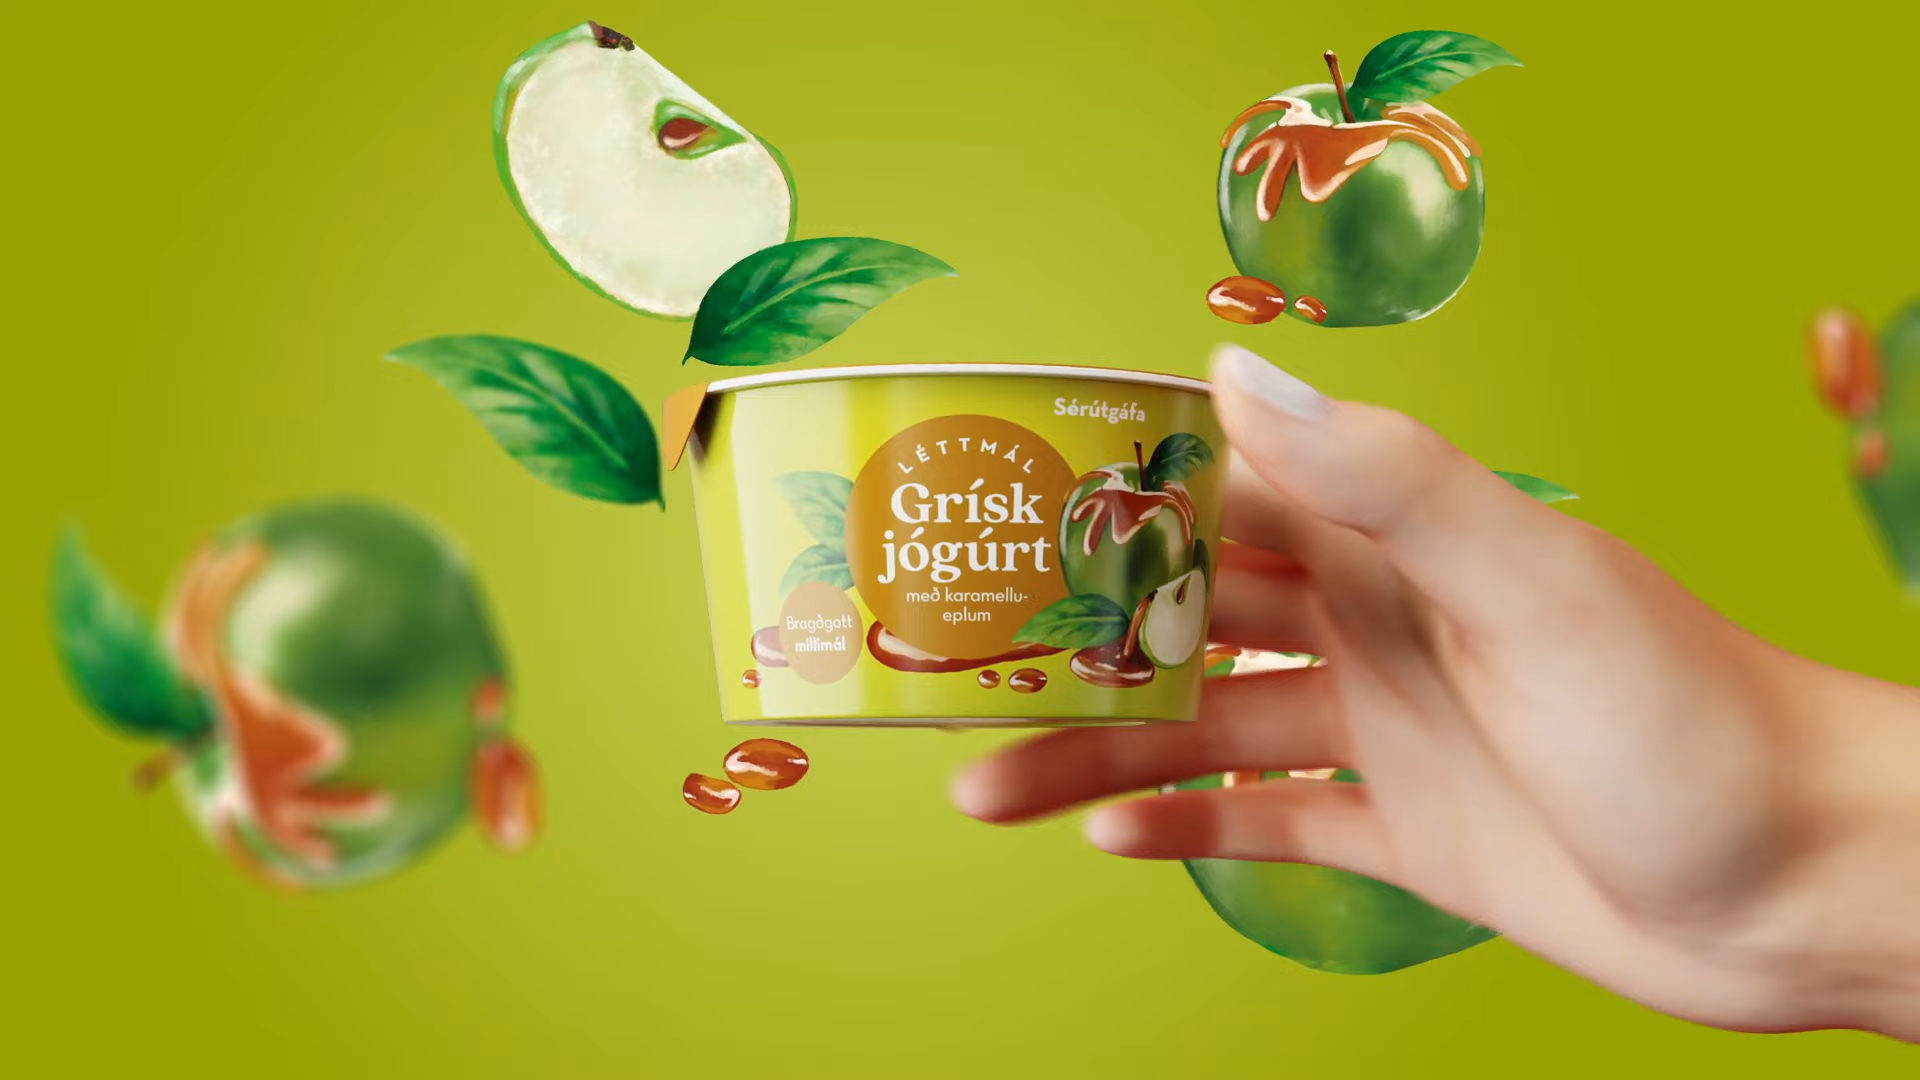 Sérútgáfa
LÉTTMÁL
Grísk
jógúrt
með karamellu-
eplum
Bragðgott
millimál